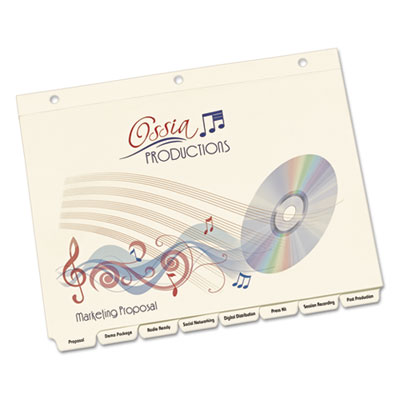 Ossia
PRODUCTIONS
Marketing Proposal
Proposal
Demo Package
Radio Ready
Social Networking
Digital Distribution
Press Kit
Session Recording
Post Production